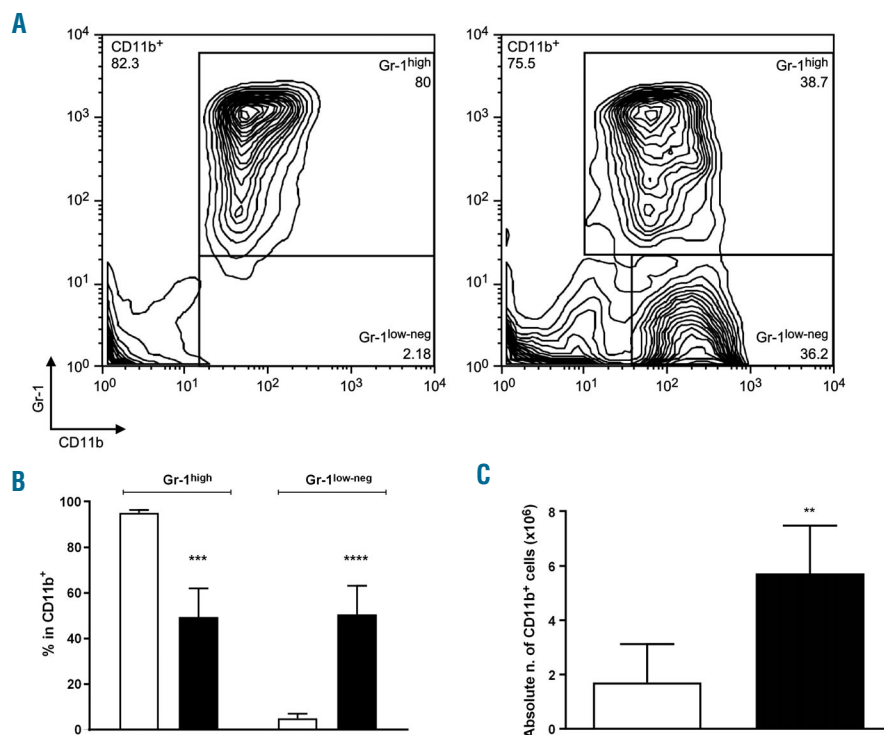 A
10⁴
10³
10²
10¹
10⁰
CD11b⁺
82.3
Gr-1ʰⁱᵍʰ
80
Gr-1ˡᵒʷ⁻ⁿᵉᵍ
2.18
10⁰ 10¹ 10² 10³ 10⁴
10⁴
10³
10²
10¹
10⁰
CD11b⁺
75.5
Gr-1ʰⁱᵍʰ
38.7
Gr-1ˡᵒʷ⁻ⁿᵉᵍ
36.2
10⁰ 10¹ 10² 10³ 10⁴
Gr-1
CD11b
B
Gr-1ʰⁱᵍʰ Gr-1ˡᵒʷ⁻ⁿᵉᵍ
% in CD11b⁺
100
80
60
40
20
0
*** ****
C
Absolute n. of CD11b⁺ cells (x10⁶)
8
6
4
2
0
**